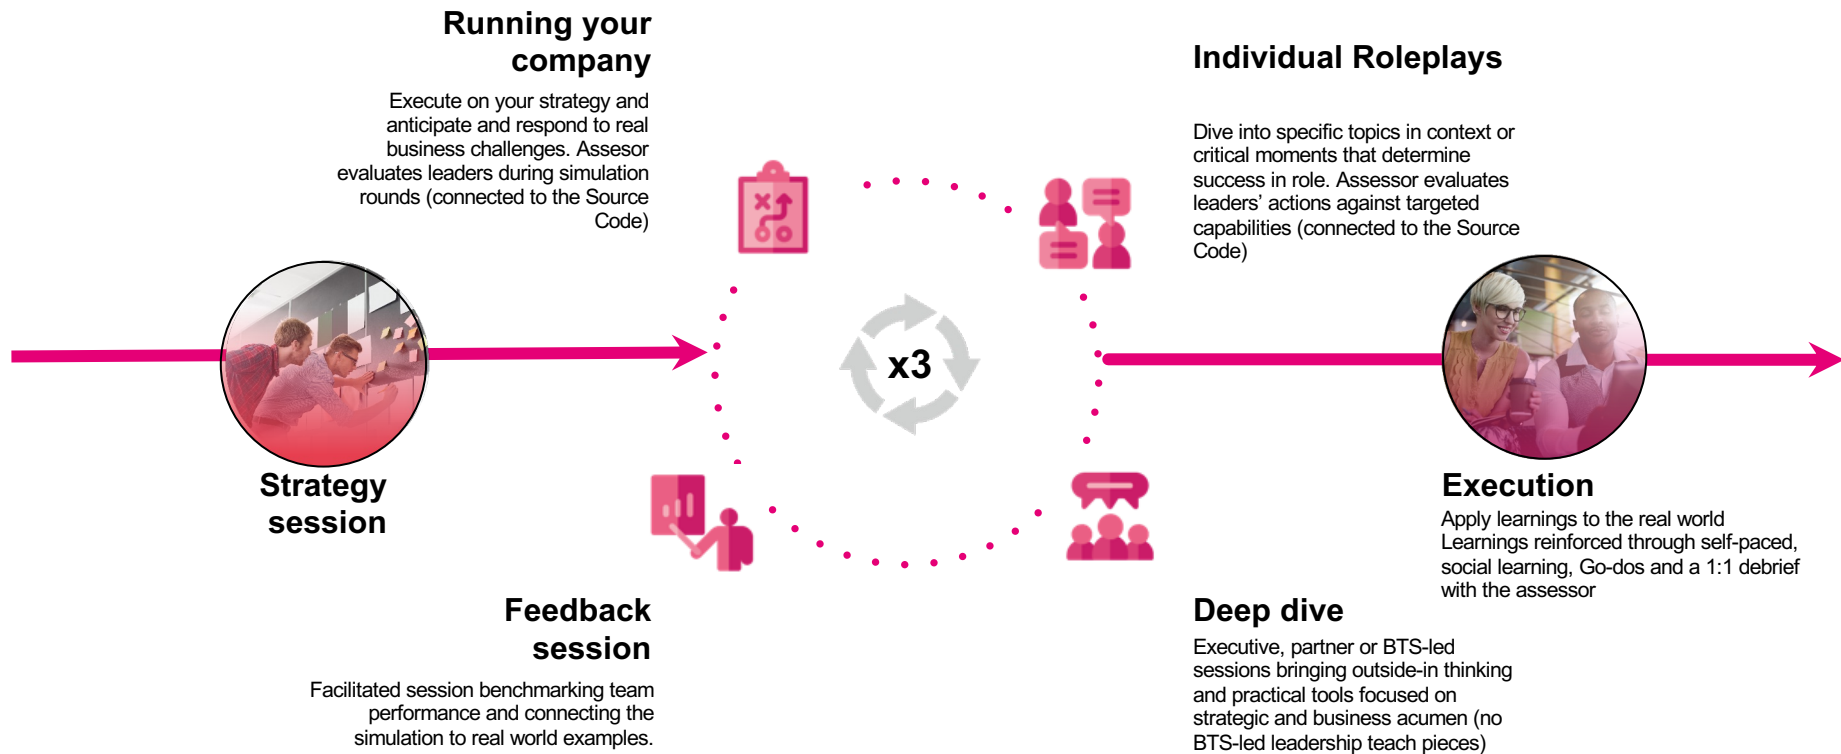 Running your
company
Execute on your strategy and
anticipate and respond to real
business challenges. Assesor
evaluates leaders during simulation
rounds (connected to the Source
Code)
Individual Roleplays
Dive into specific topics in context or
critical moments that determine
success in role. Assessor evaluates
leaders’ actions against targeted
capabilities (connected to the Source
Code)
x3
Strategy
session
Execution
Apply learnings to the real world
Learnings reinforced through self-paced,
social learning, Go-dos and a 1:1 debrief
with the assessor
Feedback
session
Facilitated session benchmarking team
performance and connecting the
simulation to real world examples.
Deep dive
Executive, partner or BTS-led
sessions bringing outside-in thinking
and practical tools focused on
strategic and business acumen (no
BTS-led leadership teach pieces)